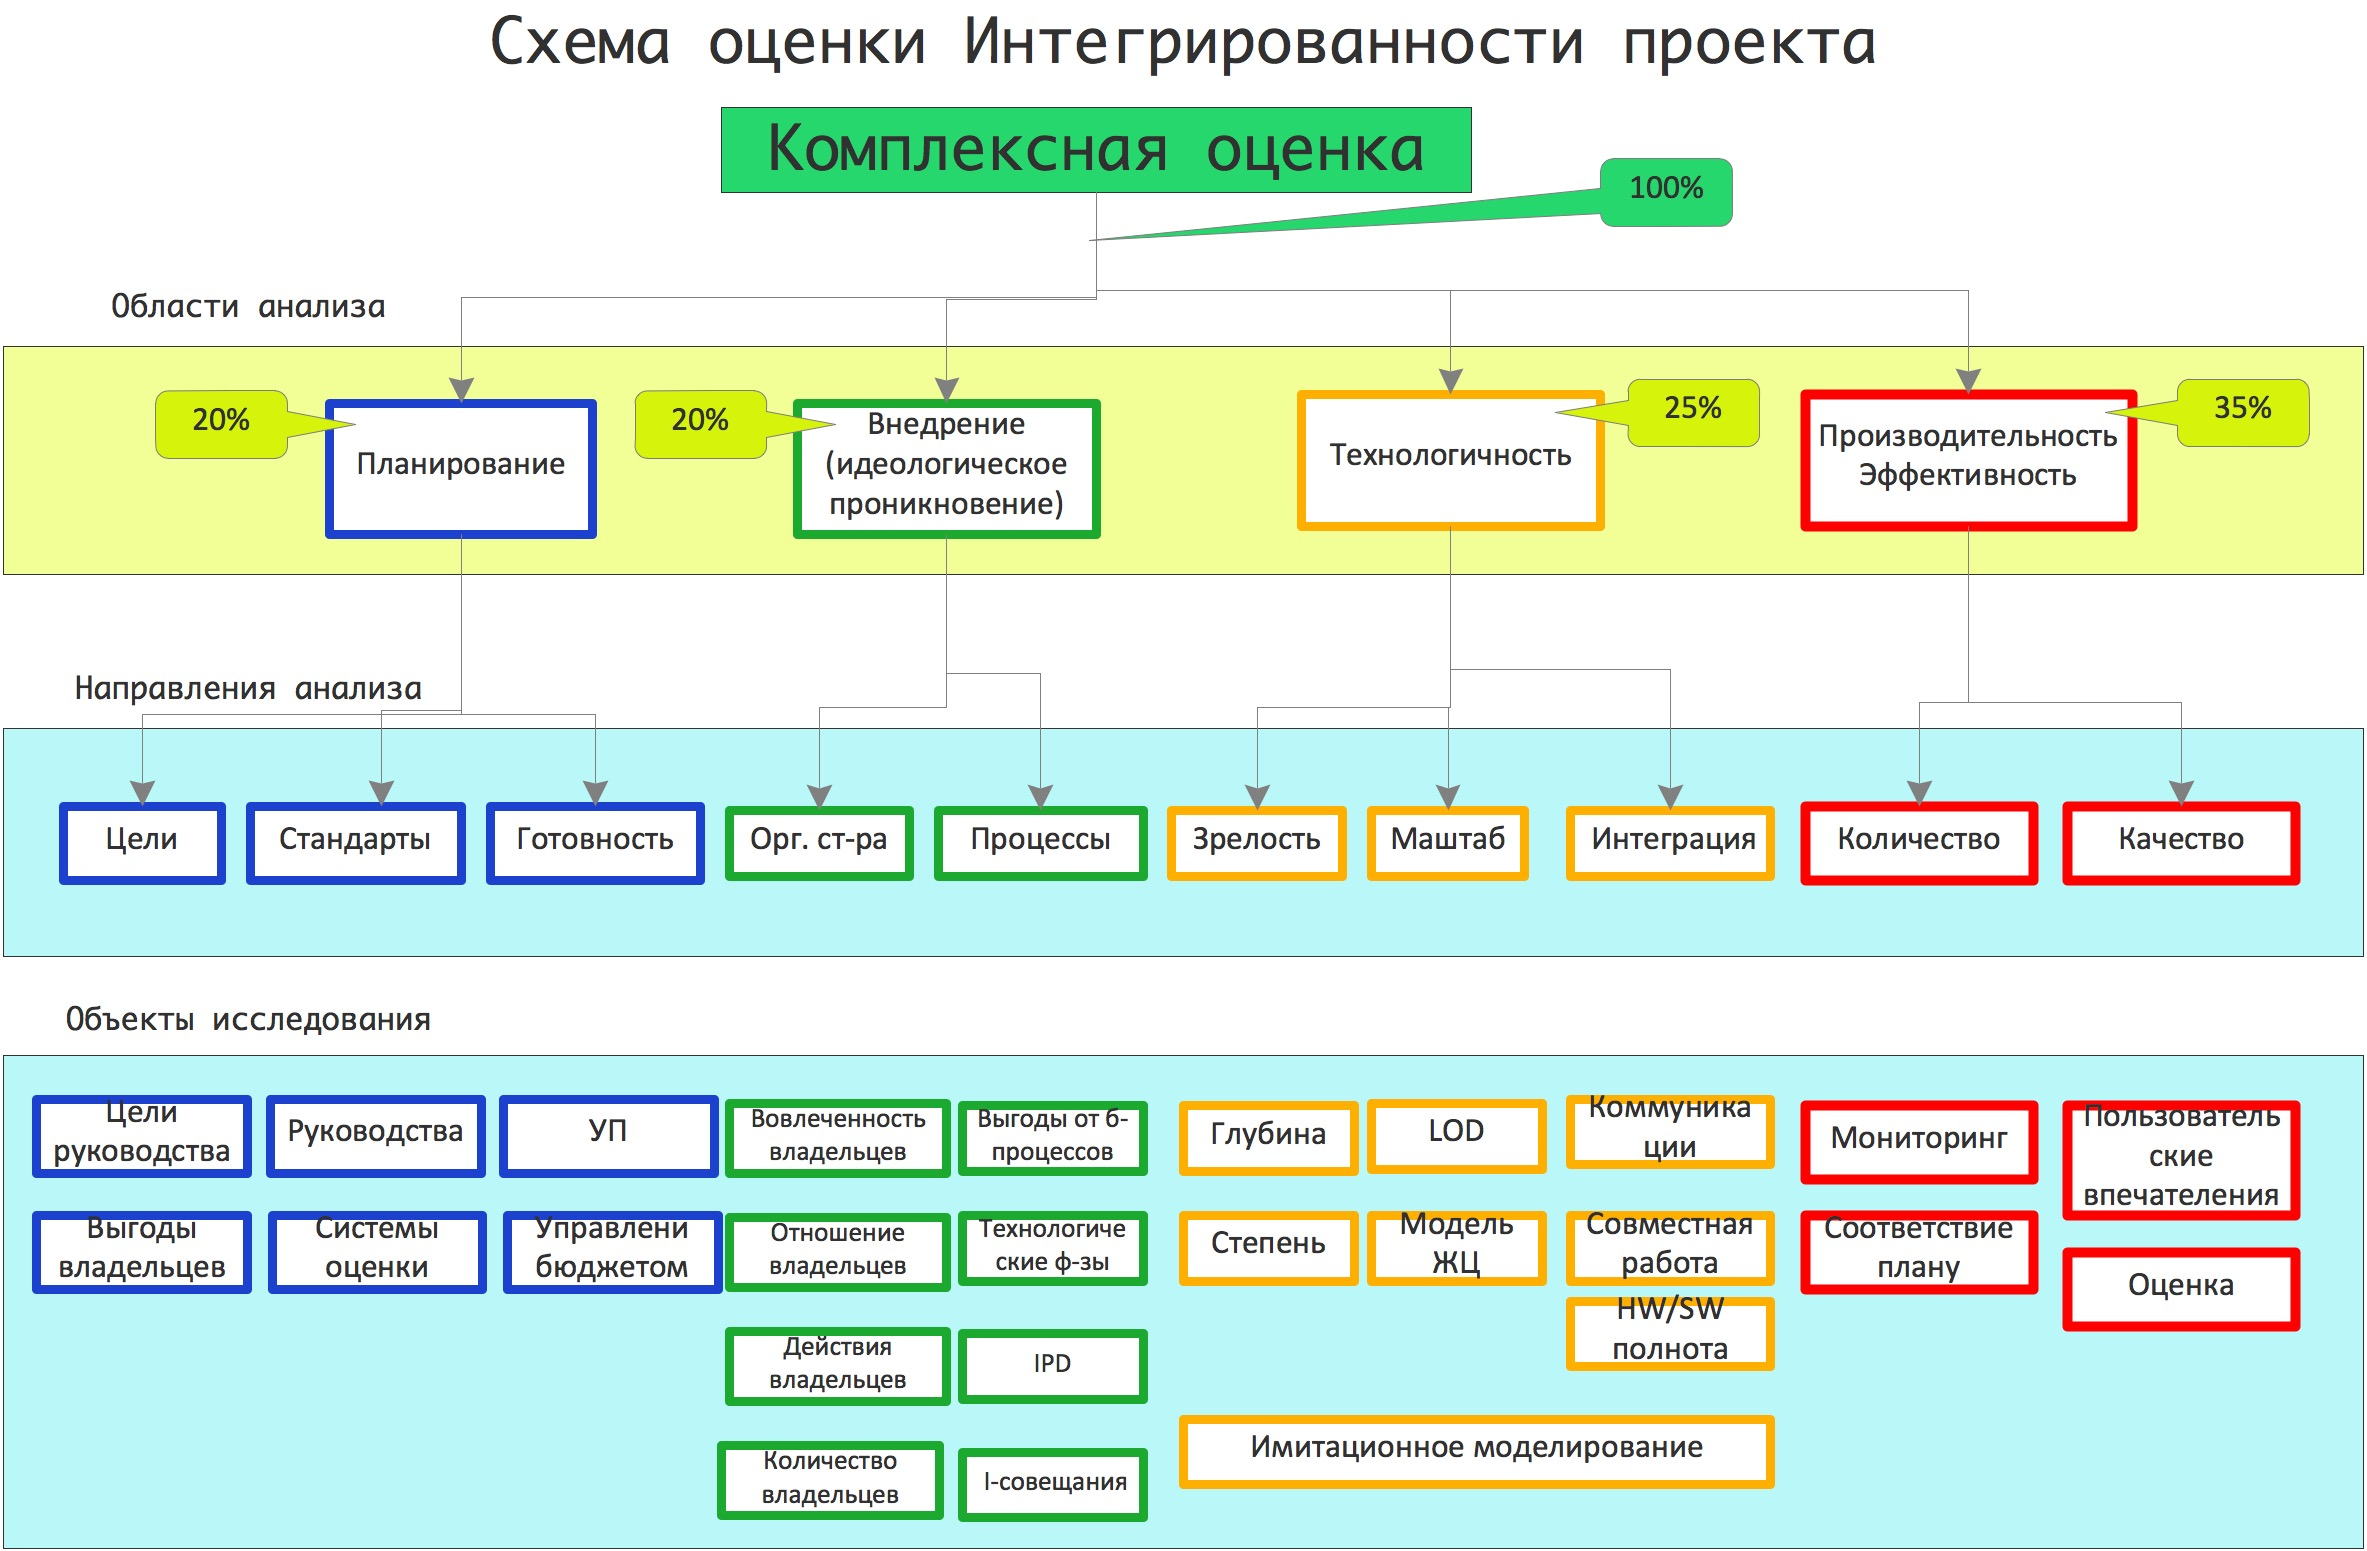 Схема оценки Интегрированности проекта
Комплексная оценка
100%
Области анализа
20%
Планирование
20%
Внедрение
(идеологическое
проникновение)
Технологичность
25%
Производительность
Эффективность
35%
Направления анализа
Цели
Стандарты
Готовность
Орг. ст-ра
Процессы
Зрелость
Маштаб
Интеграция
Количество
Качество
Объекты исследования
Цели
руководства
Руководства
УП
Вовлеченность
владельцев
Выгоды от б-
процессов
Глубина
LOD
Коммуника
ции
Мониторинг
Пользователь
ские
впечателения
Выгоды
владельцев
Системы
оценки
Управлени
бюджетом
Отношение
владельцев
Технологиче
ские ф-зы
Степень
Модель
ЖЦ
Совместная
работа
Соответствие
плану
Оценка
Действия
владельцев
IPD
HW/SW
полнота
Количество
владельцев
I-совещания
Имитационное моделирование